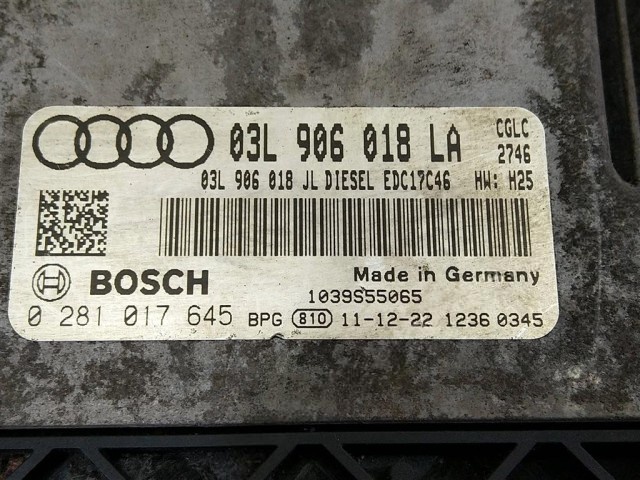 03L 906 018 LA CGLC
2746
03L 906 018 JL DIESEL EDC17C46 HW: H25
BOSCH Made in Germany
1039S55065
0 281 017 645 BPG 810 11-12-22 1236 0345